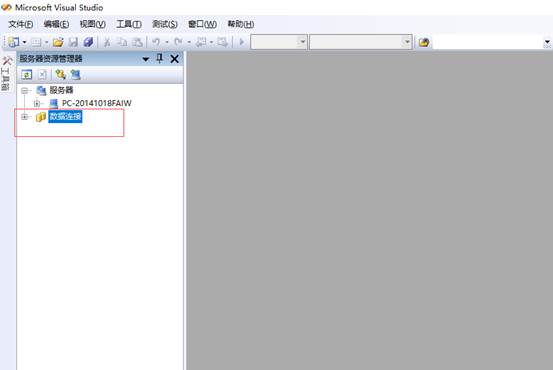 Microsoft Visual Studio
文件(F) 编辑(E) 视图(V) 工具(T) 测试(S) 窗口(W) 帮助(H)
服务器资源管理器
工具箱
服务器
PC-20141018FAIW
数据连接